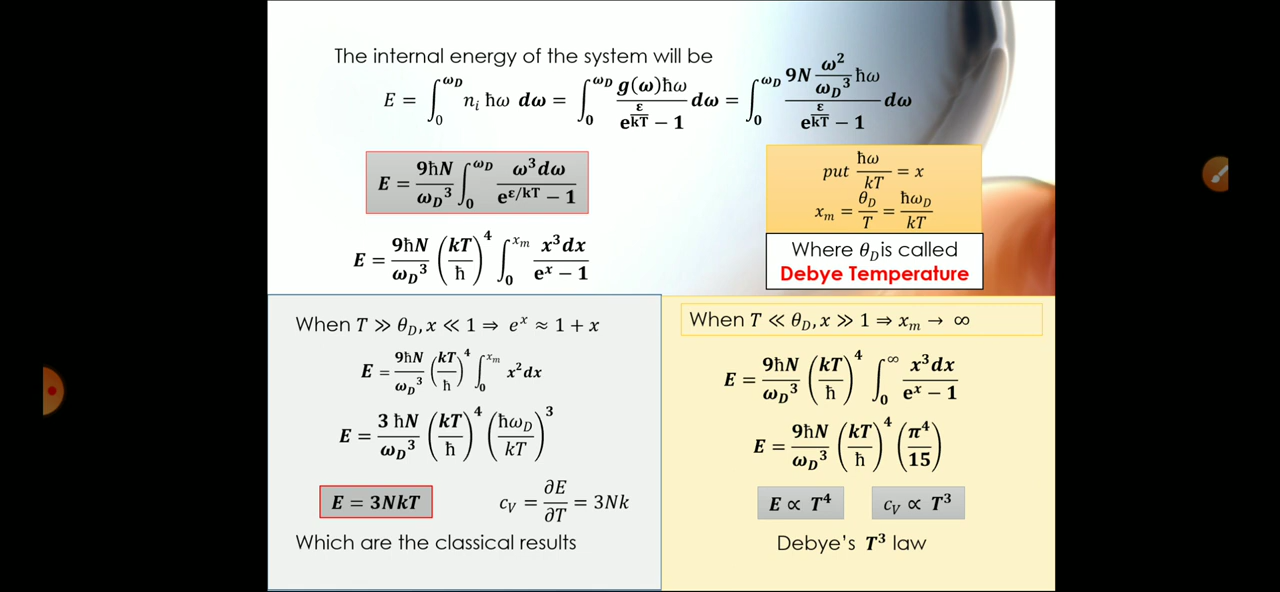 The internal energy of the system will be
E = ∫₀^ωD nᵢ ħω dω = ∫₀^ωD g(ω)ħω / (e^(ε/kT) − 1) dω = ∫₀^ωD 9N (ω²/ωD³) ħω / (e^(ε/kT) − 1) dω
E = 9ħN/ωD³ ∫₀^ωD ω³dω / (e^(ε/kT) − 1)
put ħω/kT = x
xₘ = θD/T = ħωD/kT
E = 9ħN/ωD³ (kT/ħ)⁴ ∫₀^xₘ x³dx / (eˣ − 1)
Where θD is called
Debye Temperature
When T ≫ θD, x ≪ 1 ⇒ eˣ ≈ 1 + x
E = 9ħN/ωD³ (kT/ħ)⁴ ∫₀^xₘ x²dx
E = 3 ħN/ωD³ (kT/ħ)⁴ (ħωD/kT)³
E = 3NkT
c_V = ∂E/∂T = 3Nk
Which are the classical results
When T ≪ θD, x ≫ 1 ⇒ xₘ → ∞
E = 9ħN/ωD³ (kT/ħ)⁴ ∫₀^∞ x³dx / (eˣ − 1)
E = 9ħN/ωD³ (kT/ħ)⁴ (π⁴/15)
E ∝ T⁴
c_V ∝ T³
Debye's T³ law